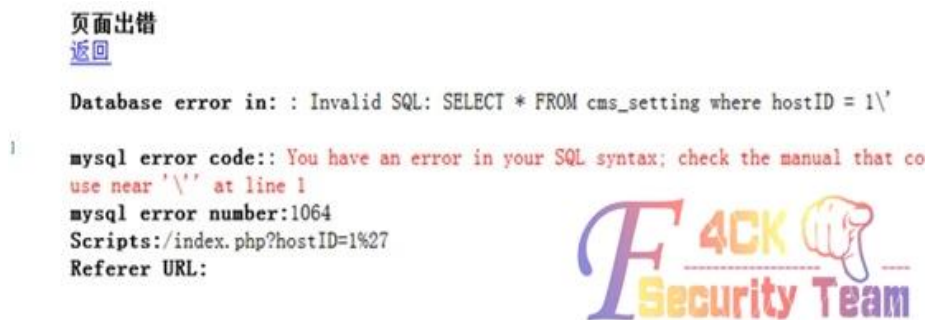 页面出错
返回
Database error in: : Invalid SQL: SELECT * FROM cms_setting where hostID = 1\'
mysql error code:: You have an error in your SQL syntax; check the manual that co
use near '\'' at line 1
mysql error number:1064
Scripts:/index.php?hostID=1%27
Referer URL:
F4CK
Security Team